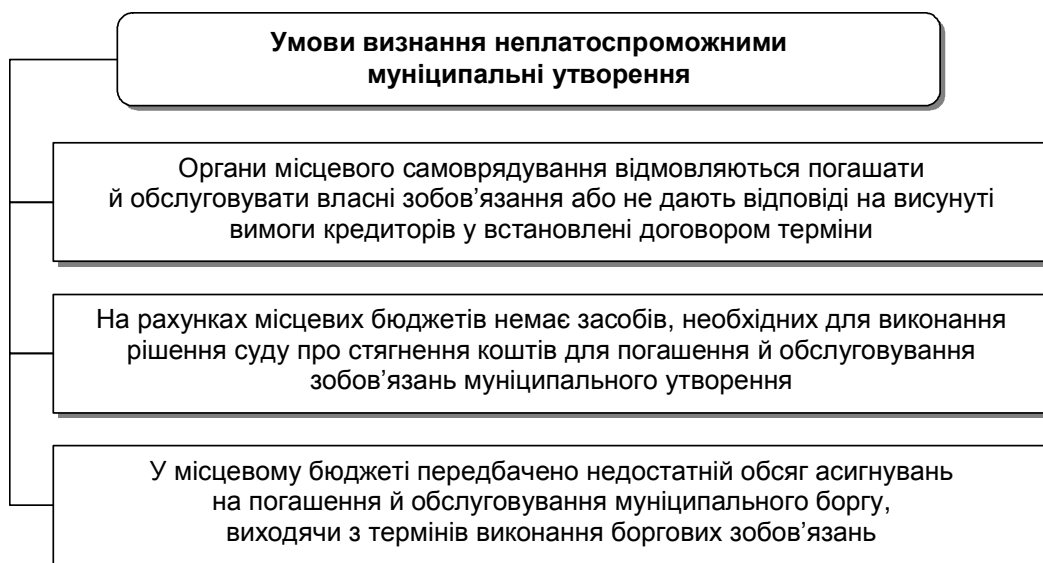 Умови визнання неплатоспроможними
муніципальні утворення
Органи місцевого самоврядування відмовляються погашати
й обслуговувати власні зобов’язання або не дають відповіді на висунуті
вимоги кредиторів у встановлені договором терміни
На рахунках місцевих бюджетів немає засобів, необхідних для виконання
рішення суду про стягнення коштів для погашення й обслуговування
зобов’язань муніципального утворення
У місцевому бюджеті передбачено недостатній обсяг асигнувань
на погашення й обслуговування муніципального боргу,
виходячи з термінів виконання боргових зобов’язань